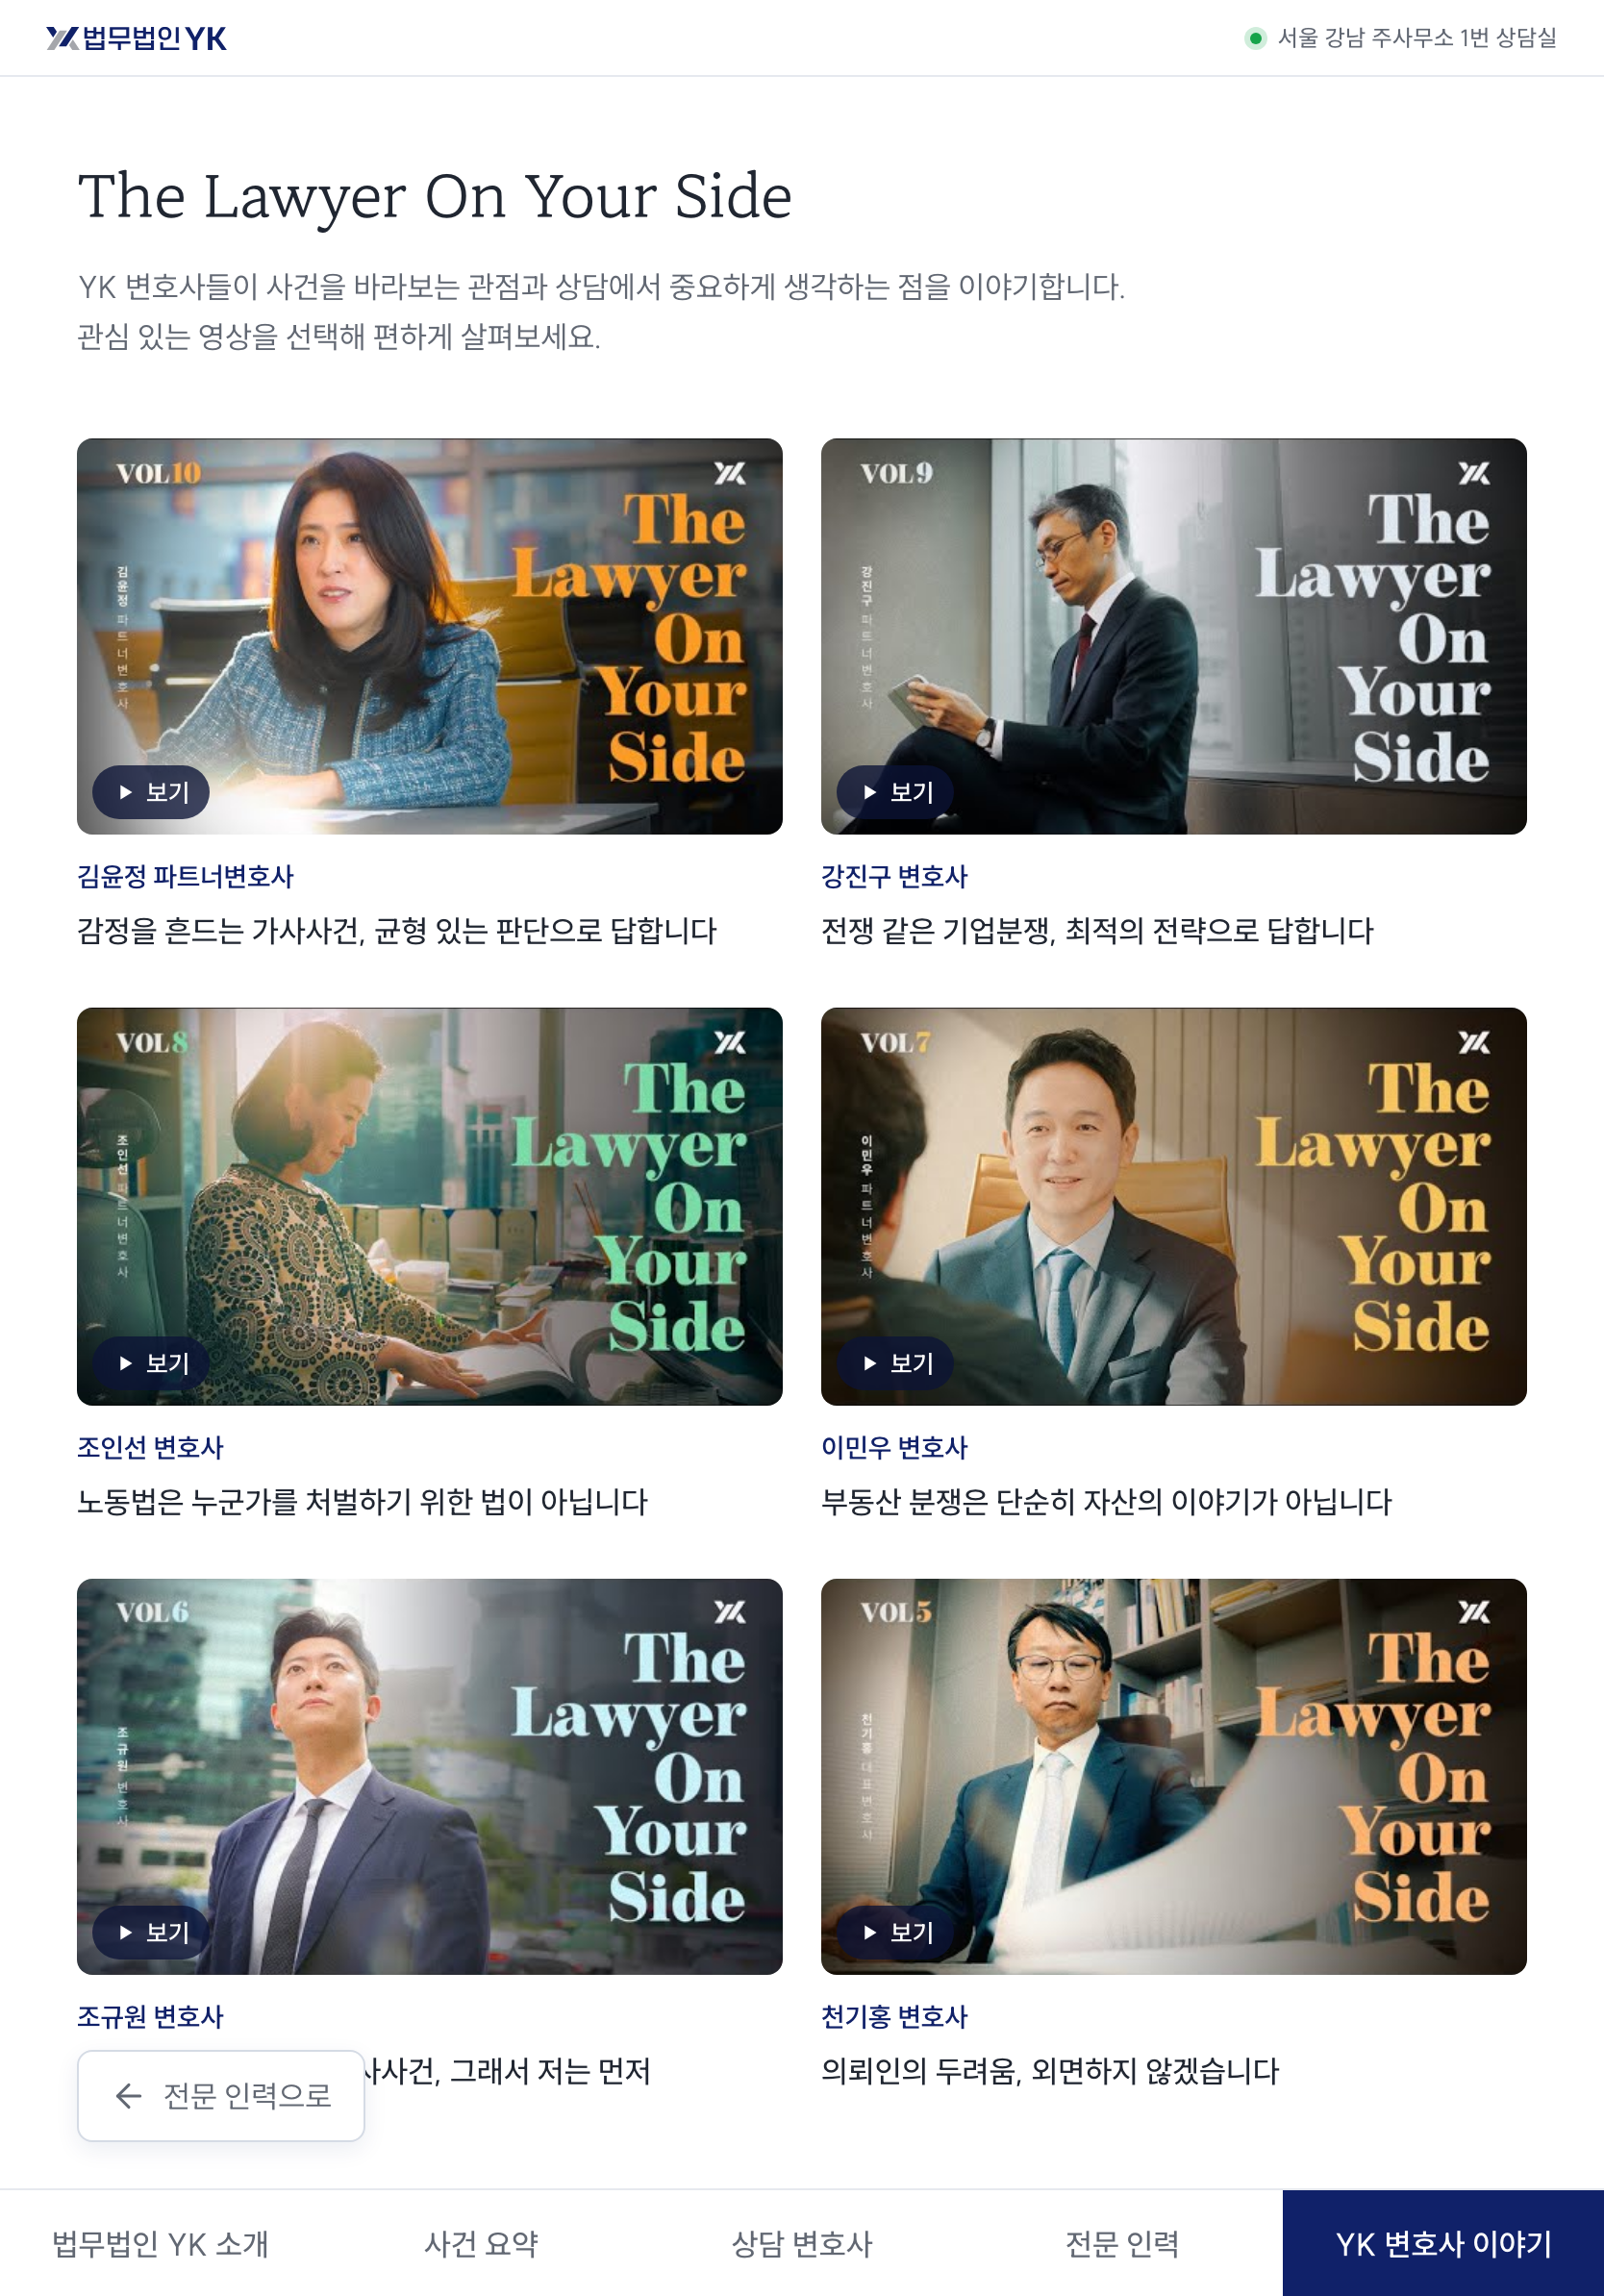 법무법인 YK
서울 강남 주사무소 1번 상담실
The Lawyer On Your Side
YK 변호사들이 사건을 바라보는 관점과 상담에서 중요하게 생각하는 점을 이야기합니다.
관심 있는 영상을 선택해 편하게 살펴보세요.
VOL10
김윤정 파트너변호사
The
Lawyer
On
Your
Side
보기
김윤정 파트너변호사
감정을 흔드는 가사사건, 균형 있는 판단으로 답합니다
VOL9
강진구 파트너변호사
The
Lawyer
On
Your
Side
보기
강진구 변호사
전쟁 같은 기업분쟁, 최적의 전략으로 답합니다
VOL8
조인선 파트너변호사
The
Lawyer
On
Your
Side
보기
조인선 변호사
노동법은 누군가를 처벌하기 위한 법이 아닙니다
VOL7
이민우 파트너변호사
The
Lawyer
On
Your
Side
보기
이민우 변호사
부동산 분쟁은 단순히 자산의 이야기가 아닙니다
VOL6
조규원 변호사
The
Lawyer
On
Your
Side
보기
조규원 변호사
사건, 그래서 저는 먼저
VOL5
천기홍 대표변호사
The
Lawyer
On
Your
Side
보기
천기홍 변호사
의뢰인의 두려움, 외면하지 않겠습니다
전문 인력으로
법무법인 YK 소개
사건 요약
상담 변호사
전문 인력
YK 변호사 이야기